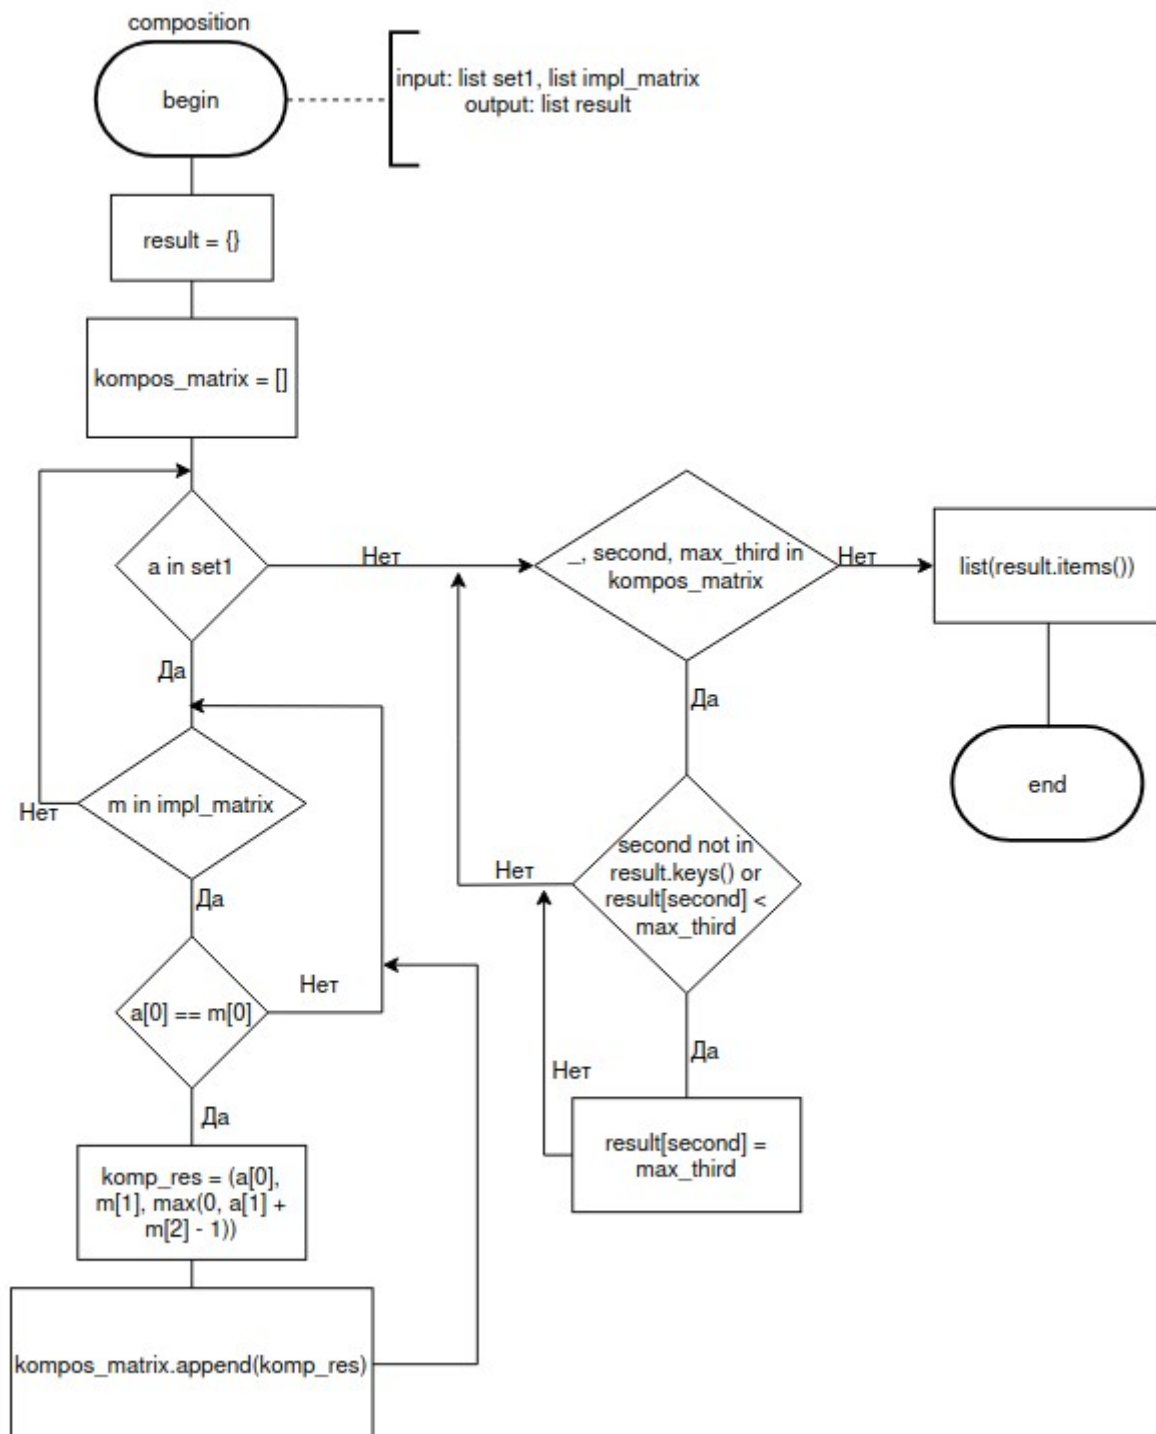 composition
begin
input: list set1, list impl_matrix
output: list result
result = {}
kompos_matrix = []
a in set1
Нет
_, second, max_third in
kompos_matrix
Нет
list(result.items())
Да
Да
m in impl_matrix
Нет
end
second not in
result.keys() or
result[second] <
max_third
Нет
Да
a[0] == m[0]
Нет
Да
Нет
Да
komp_res = (a[0],
m[1], max(0, a[1] +
m[2] - 1))
result[second] =
max_third
kompos_matrix.append(komp_res)